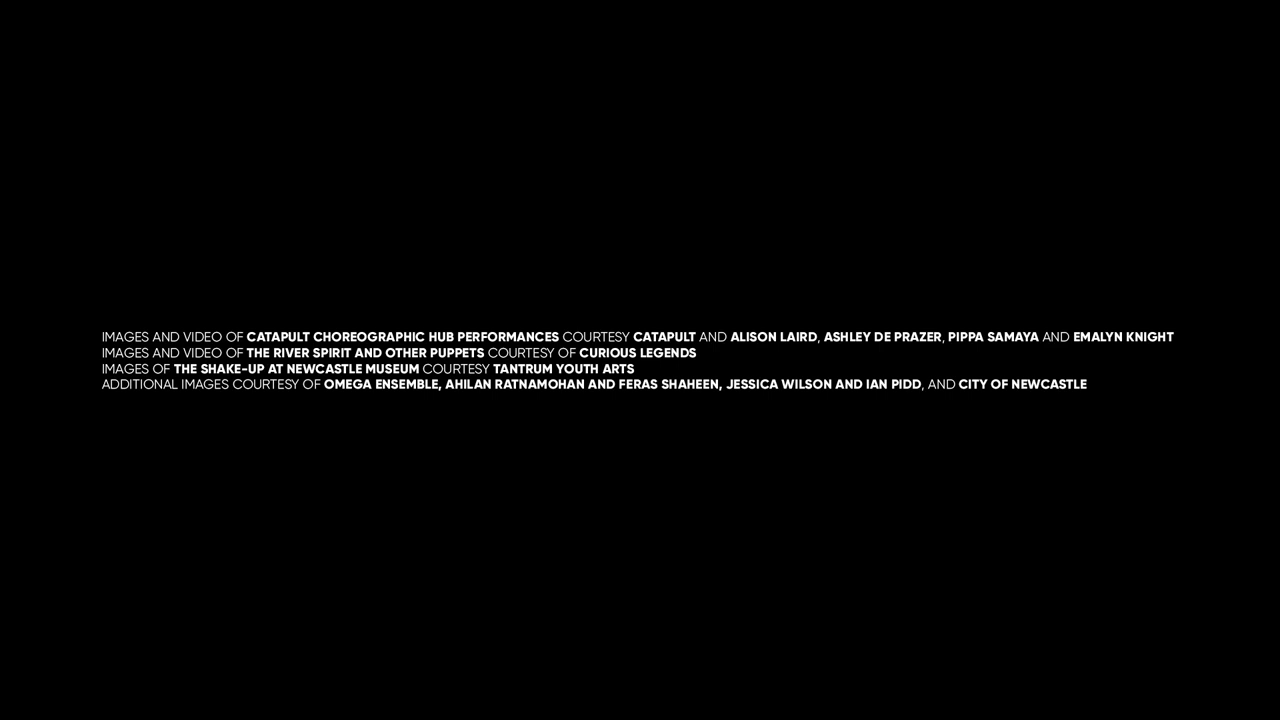 IMAGES AND VIDEO OF CATAPULT CHOREOGRAPHIC HUB PERFORMANCES COURTESY CATAPULT AND ALISON LAIRD, ASHLEY DE PRAZER, PIPPA SAMAYA AND EMALYN KNIGHT
IMAGES AND VIDEO OF THE RIVER SPIRIT AND OTHER PUPPETS COURTESY OF CURIOUS LEGENDS
IMAGES OF THE SHAKE-UP AT NEWCASTLE MUSEUM COURTESY TANTRUM YOUTH ARTS
ADDITIONAL IMAGES COURTESY OF OMEGA ENSEMBLE, AHILAN RATNAMOHAN AND FERAS SHAHEEN, JESSICA WILSON AND IAN PIDD, AND CITY OF NEWCASTLE